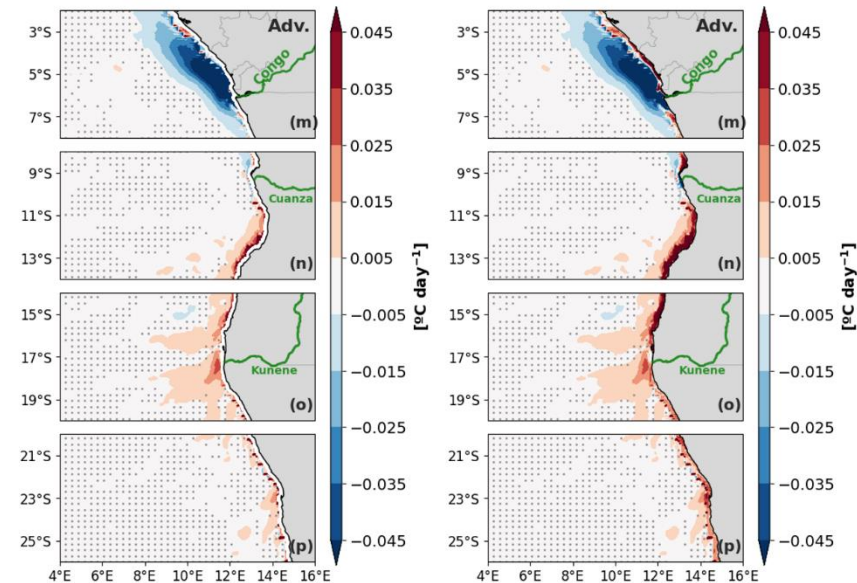 3°S
5°S
7°S
Adv.
Congo
(m)
9°S
11°S
13°S
Cuanza
(n)
15°S
17°S
19°S
Kunene
(o)
21°S
23°S
25°S
(p)
4°E 6°E 8°E 10°E 12°E 14°E 16°E
0.045
0.035
0.025
0.015
0.005
−0.005
−0.015
−0.025
−0.035
−0.045
[ºC day⁻¹]
3°S
5°S
7°S
Adv.
Congo
(m)
9°S
11°S
13°S
Cuanza
(n)
15°S
17°S
19°S
Kunene
(o)
21°S
23°S
25°S
(p)
4°E 6°E 8°E 10°E 12°E 14°E 16°E
0.045
0.035
0.025
0.015
0.005
−0.005
−0.015
−0.025
−0.035
−0.045
[ºC day⁻¹]